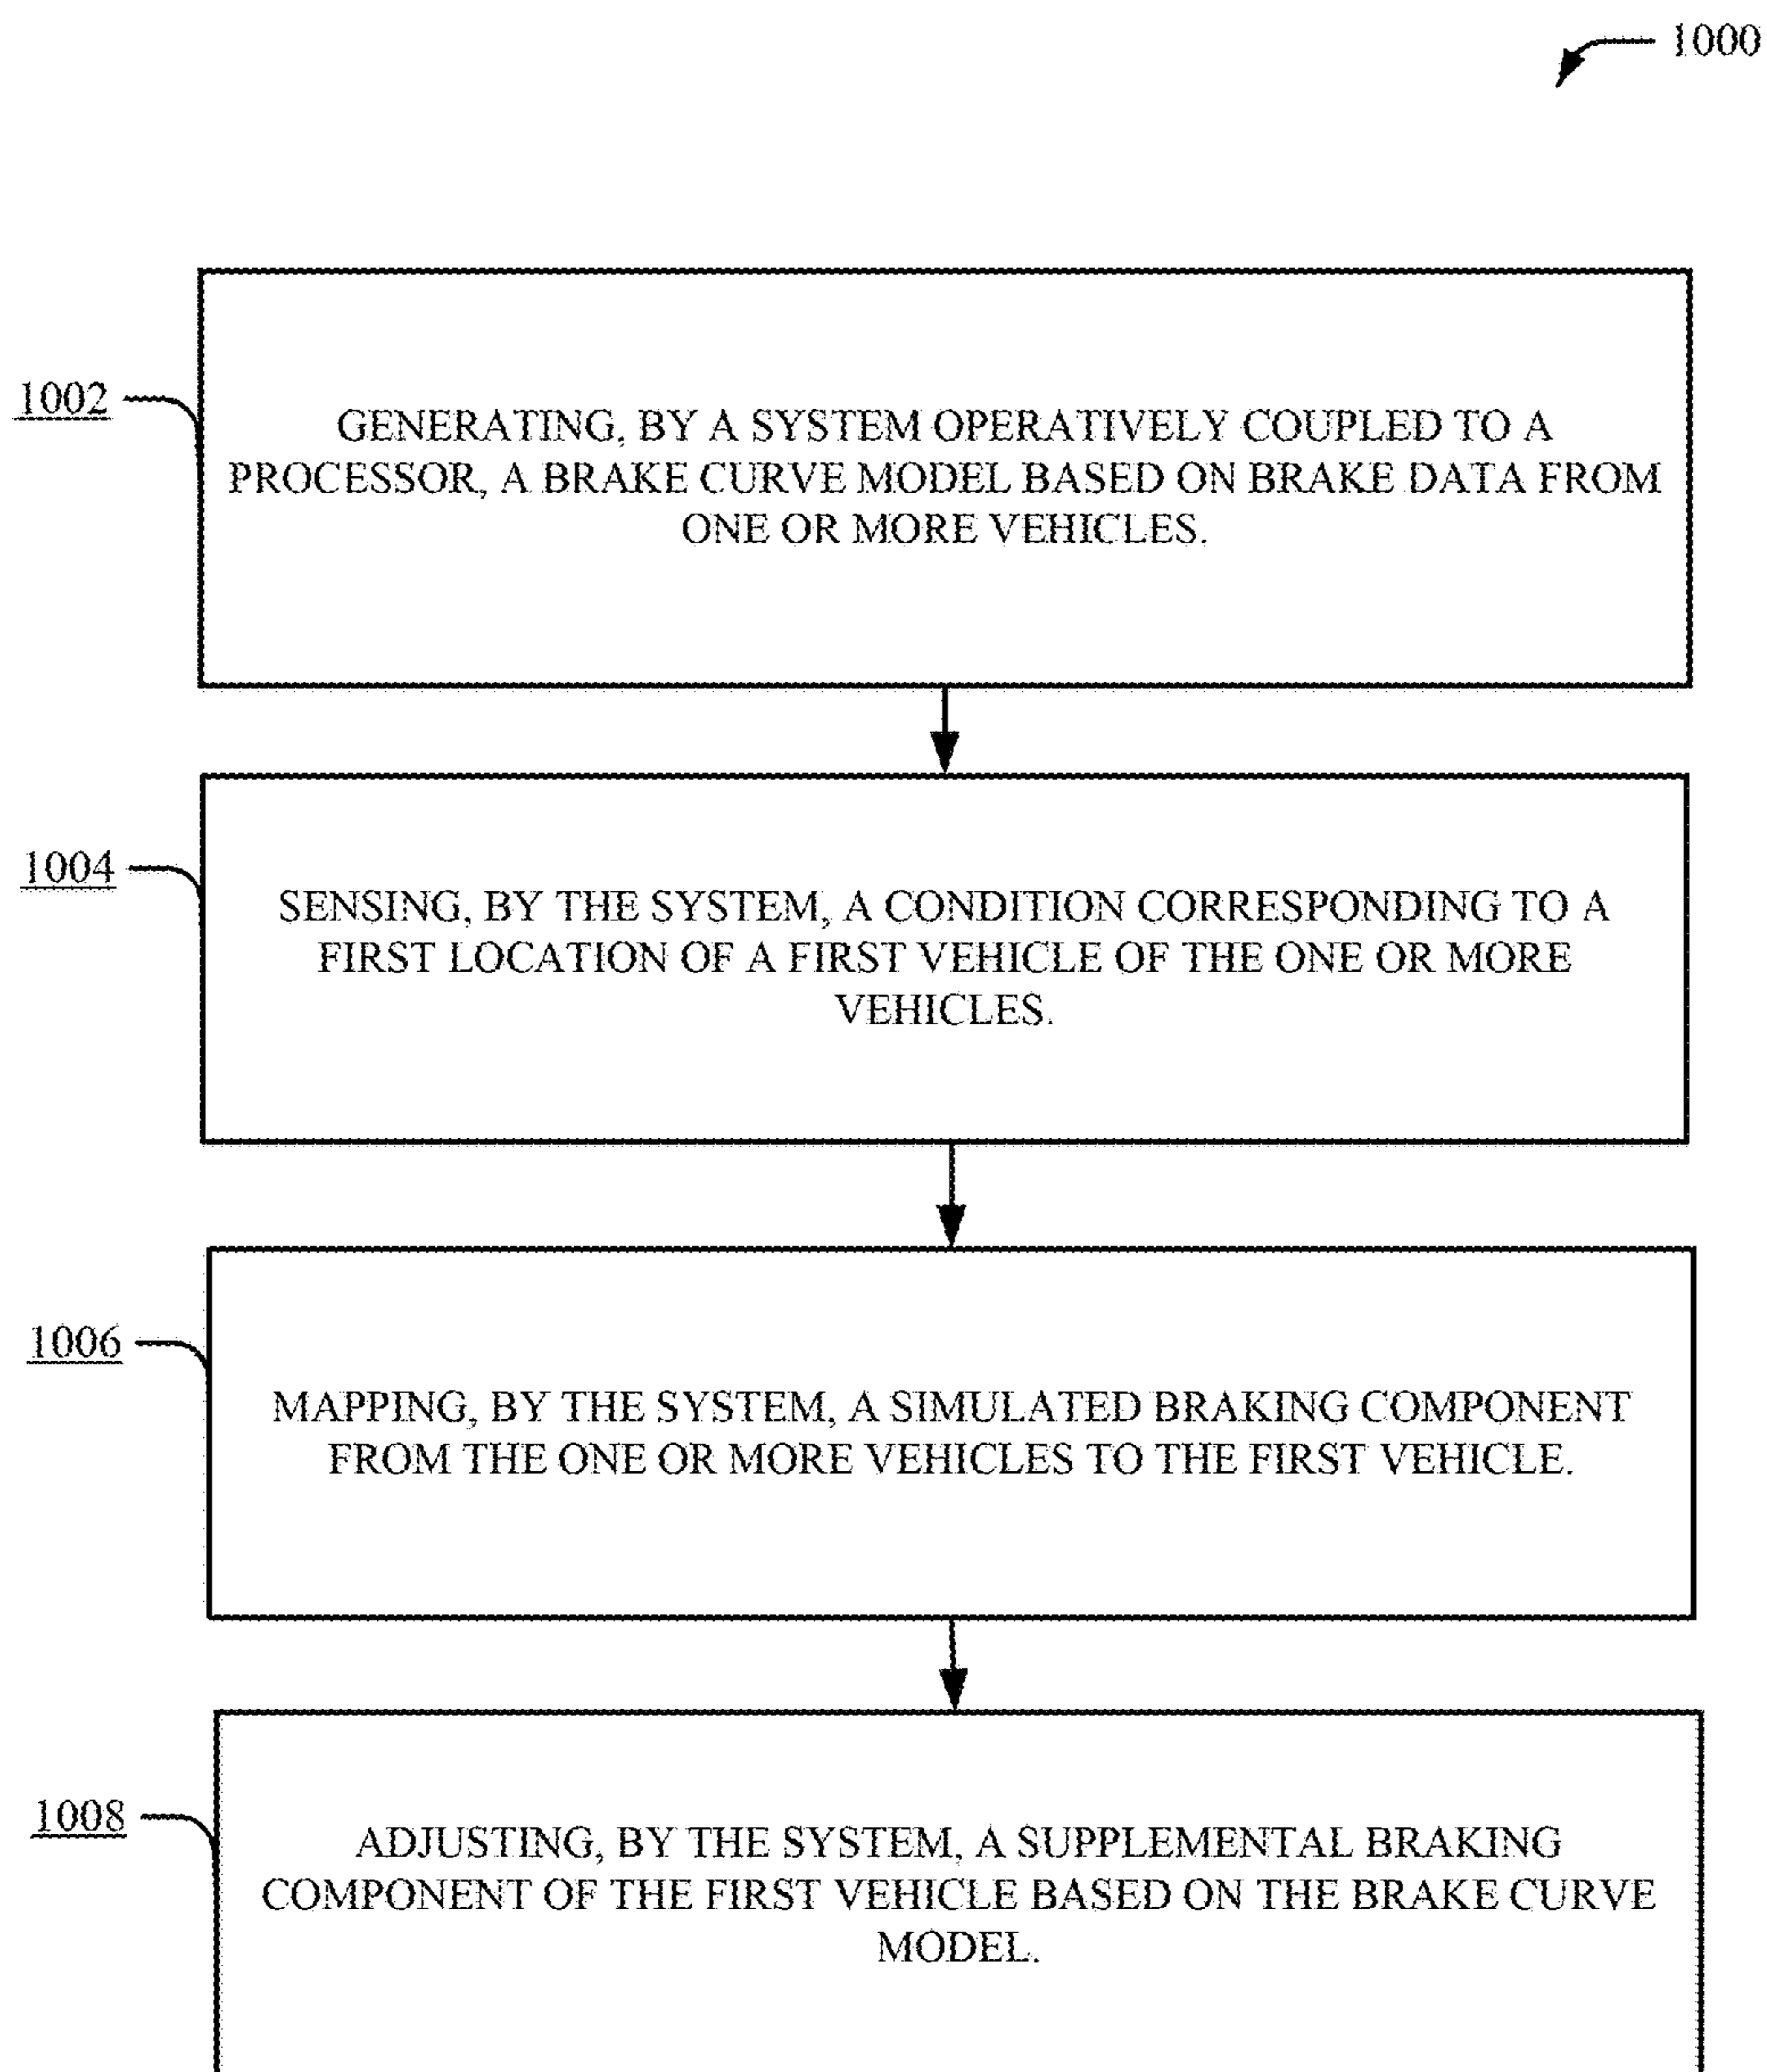 1000
1002
GENERATING, BY A SYSTEM OPERATIVELY COUPLED TO A
PROCESSOR, A BRAKE CURVE MODEL BASED ON BRAKE DATA FROM
ONE OR MORE VEHICLES.
1004
SENSING, BY THE SYSTEM, A CONDITION CORRESPONDING TO A
FIRST LOCATION OF A FIRST VEHICLE OF THE ONE OR MORE
VEHICLES.
1006
MAPPING, BY THE SYSTEM, A SIMULATED BRAKING COMPONENT
FROM THE ONE OR MORE VEHICLES TO THE FIRST VEHICLE.
1008
ADJUSTING, BY THE SYSTEM, A SUPPLEMENTAL BRAKING
COMPONENT OF THE FIRST VEHICLE BASED ON THE BRAKE CURVE
MODEL.